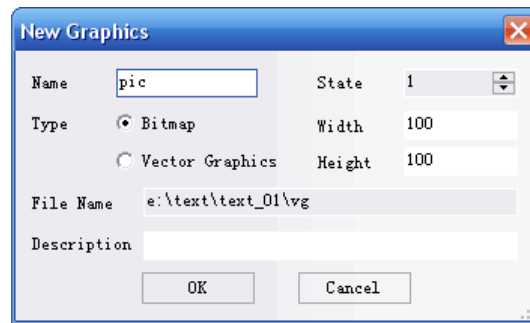 New Graphics
Name pic State 1
Type Bitmap Width 100
Vector Graphics Height 100
File Name e:\text\text_01\vg
Description
OK Cancel